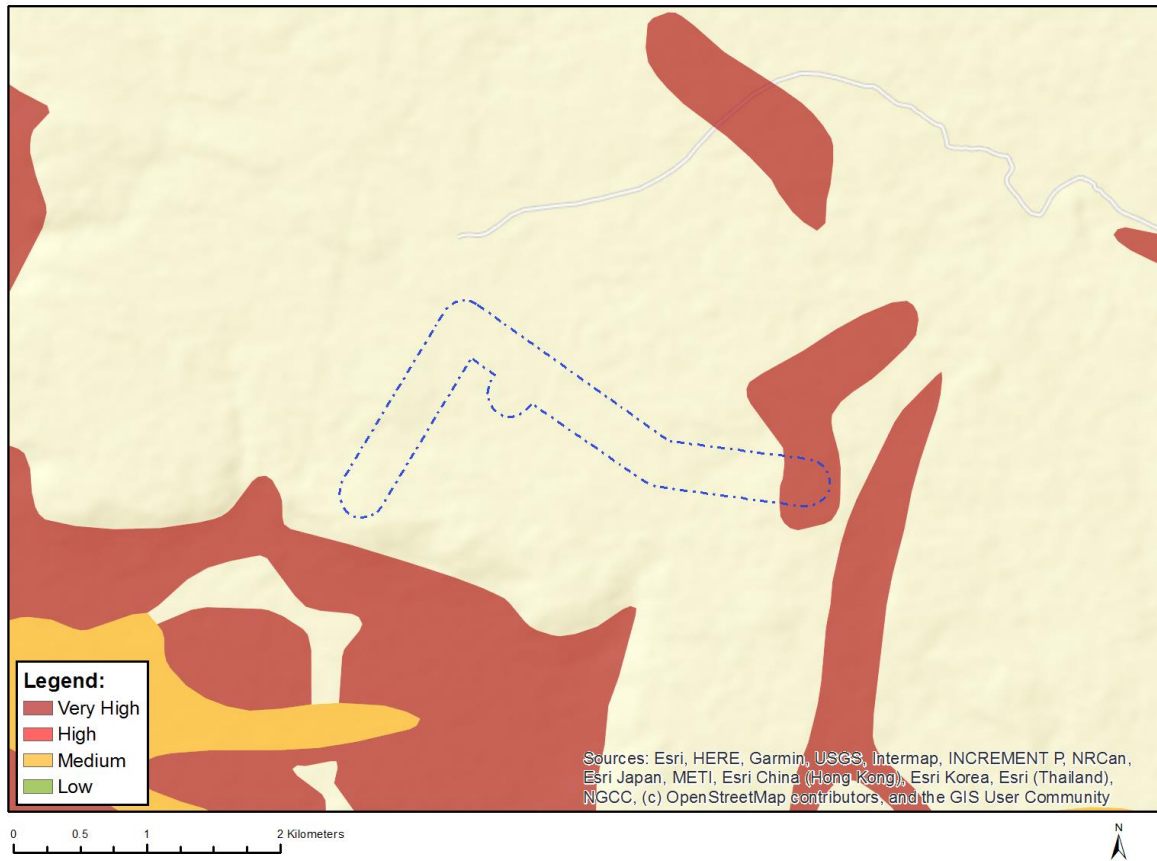 Legend:
Very High
High
Medium
Low
Sources: Esri, HERE, Garmin, USGS, Intermap, INCREMENT P, NRCan,
Esri Japan, METI, Esri China (Hong Kong), Esri Korea, Esri (Thailand),
NGCC, (c) OpenStreetMap contributors, and the GIS User Community
0 0.5 1 2 Kilometers
N